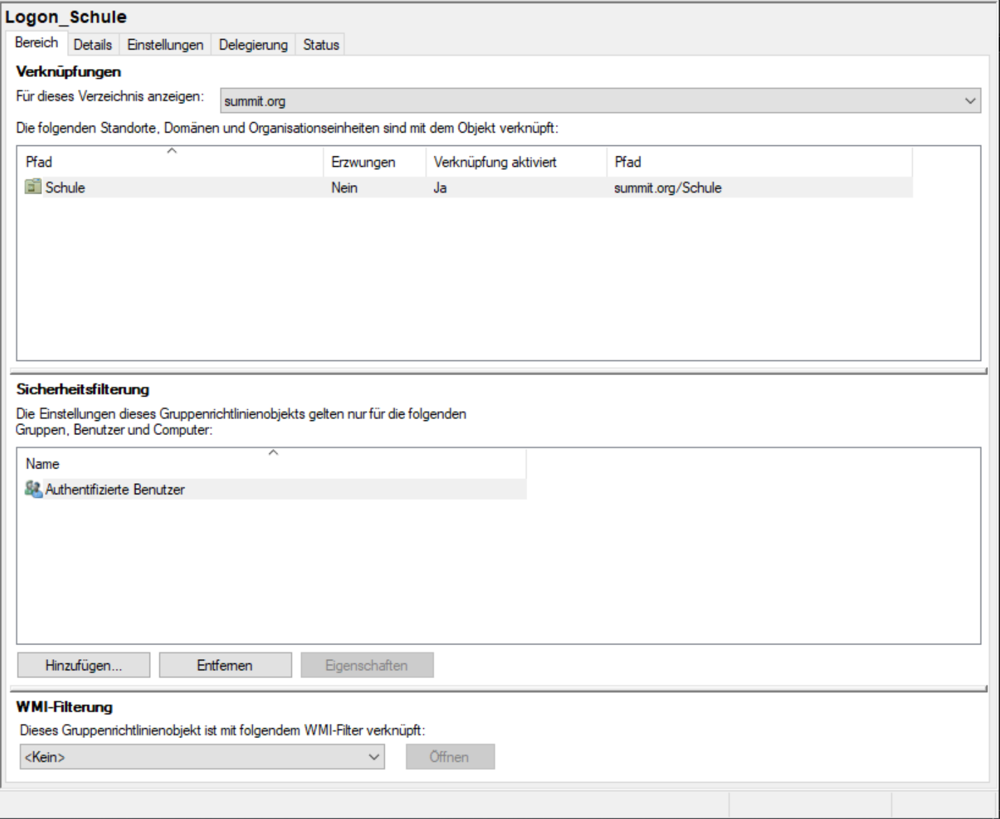 Logon_Schule
Bereich Details Einstellungen Delegierung Status
Verknüpfungen
Für dieses Verzeichnis anzeigen: summit.org
Die folgenden Standorte, Domänen und Organisationseinheiten sind mit dem Objekt verknüpft:
Pfad Erzwungen Verknüpfung aktiviert Pfad
Schule Nein Ja summit.org/Schule
Sicherheitsfilterung
Die Einstellungen dieses Gruppenrichtlinienobjekts gelten nur für die folgenden
Gruppen, Benutzer und Computer:
Name
Authentifizierte Benutzer
Hinzufügen... Entfernen Eigenschaften
WMI-Filterung
Dieses Gruppenrichtlinienobjekt ist mit folgendem WMI-Filter verknüpft:
<Kein> Öffnen